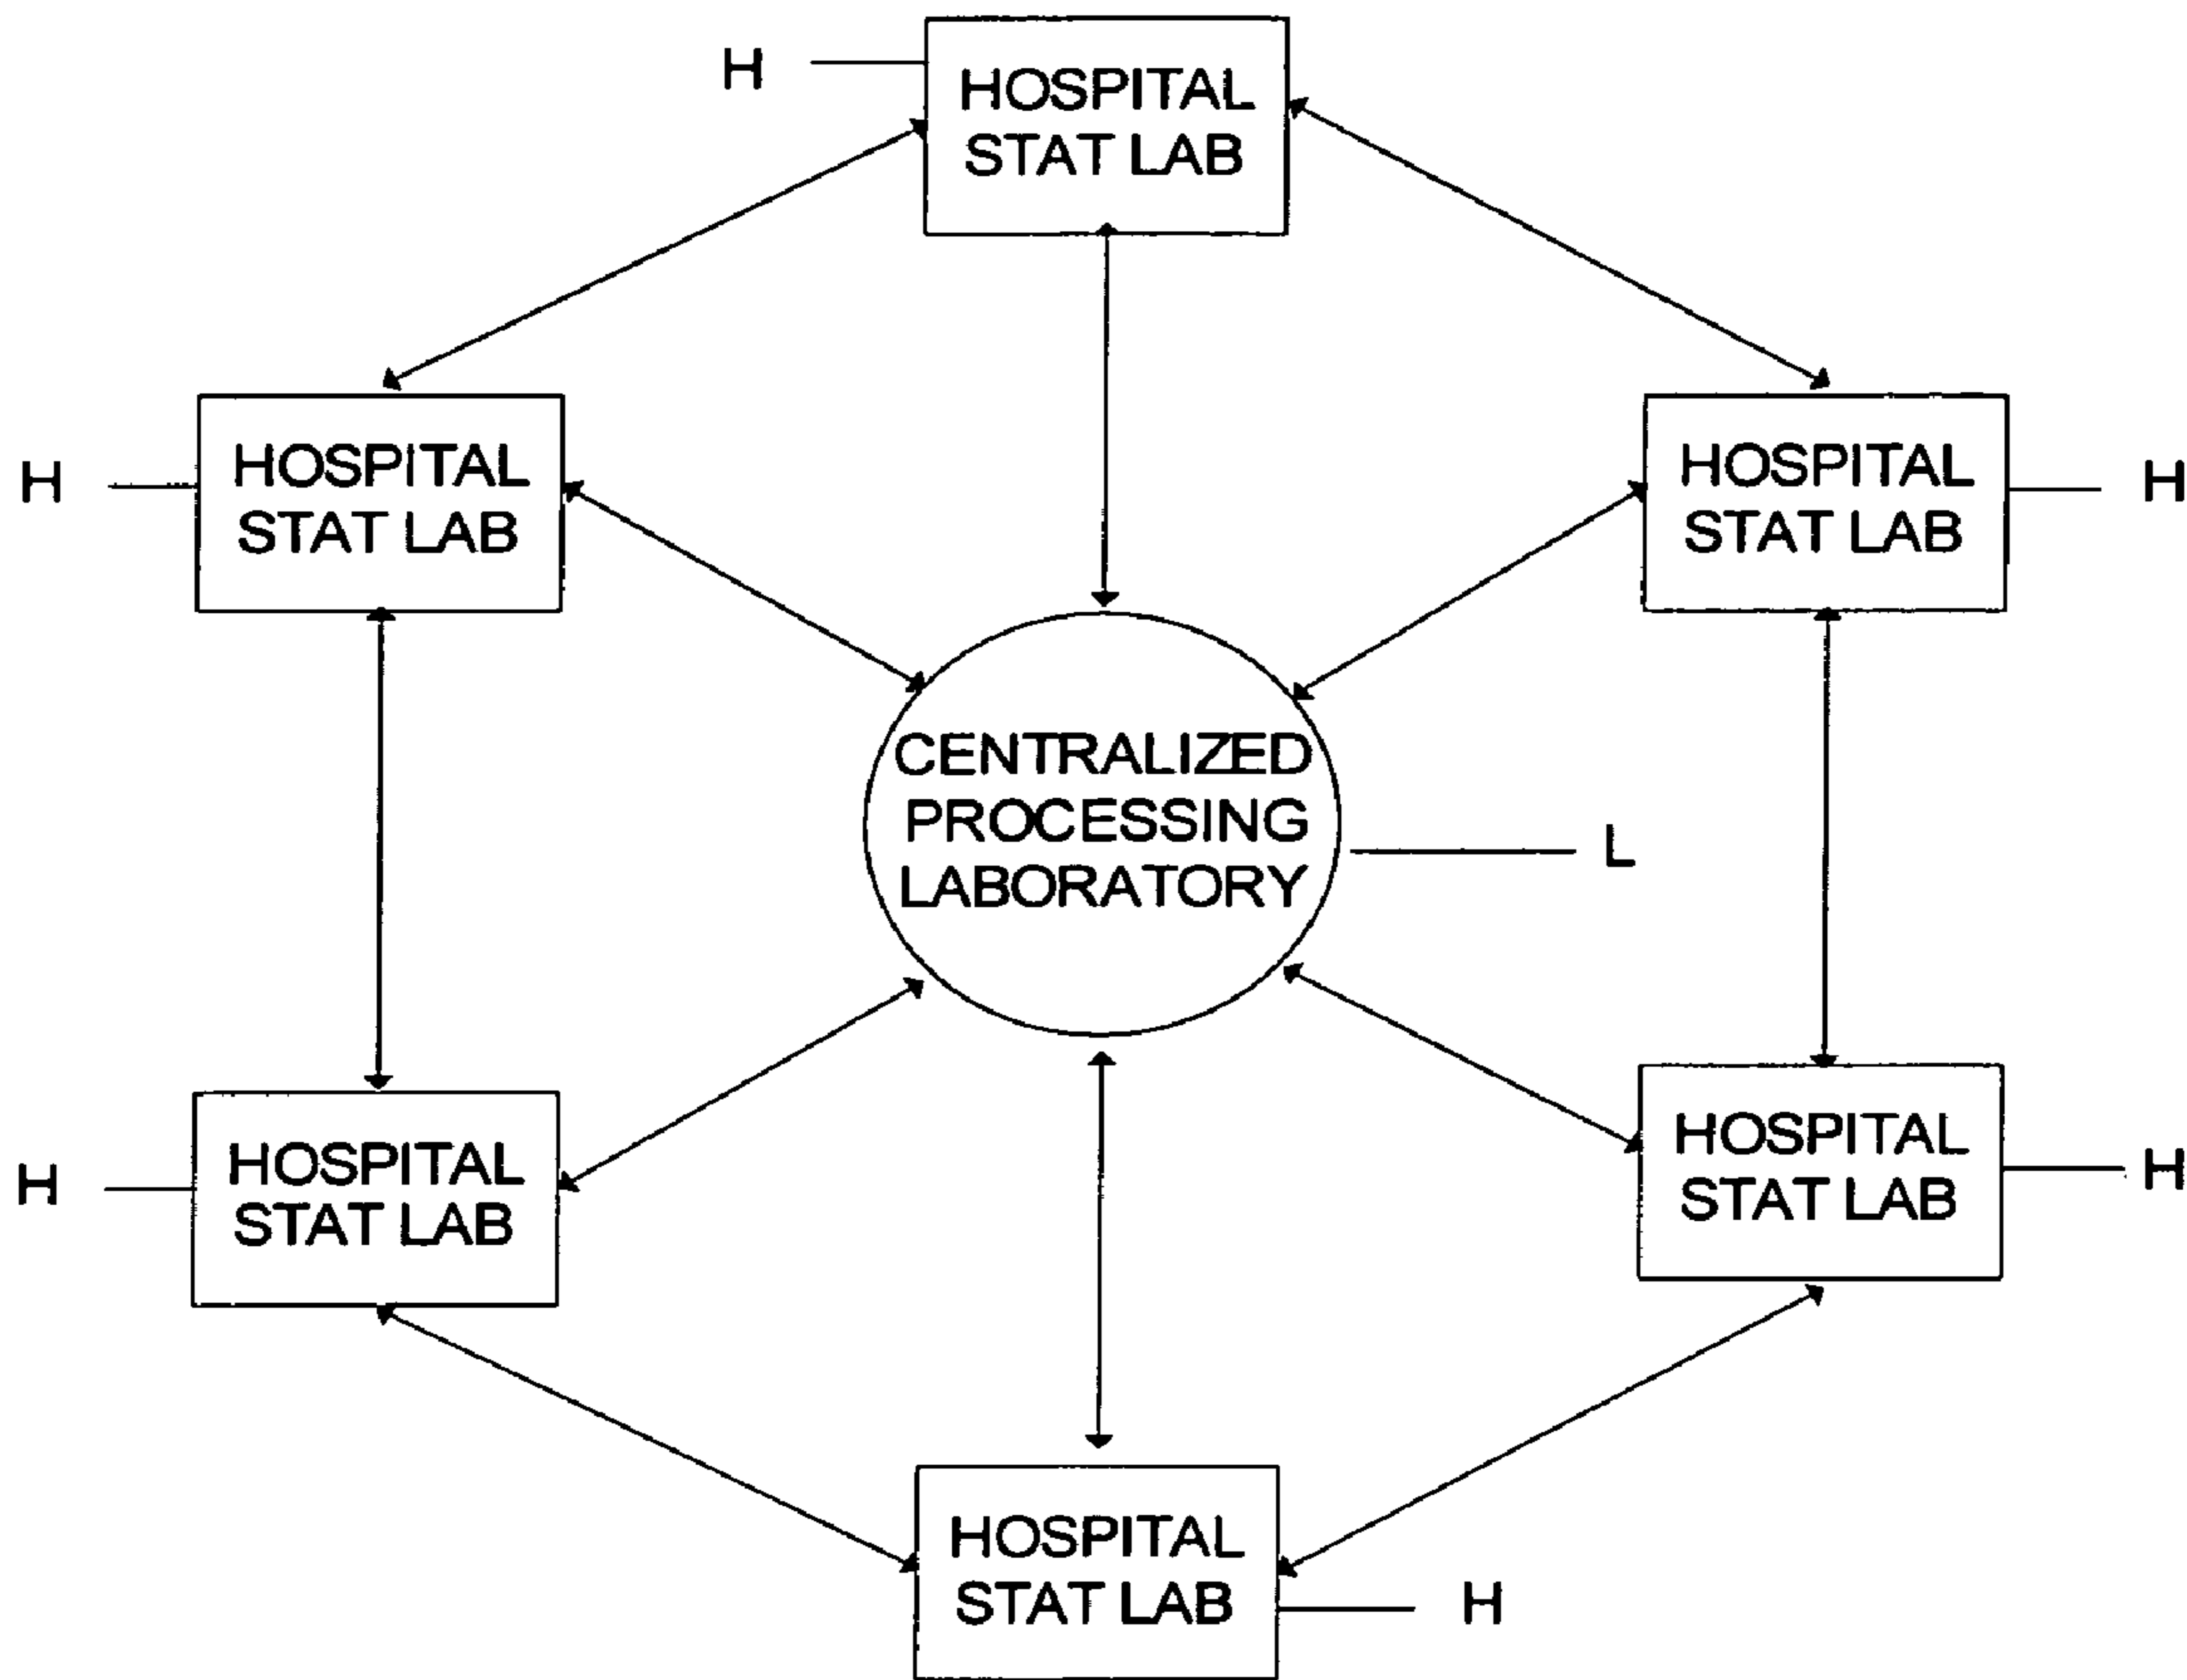 H
HOSPITAL
STAT LAB
H
HOSPITAL
STAT LAB
HOSPITAL
STAT LAB
H
CENTRALIZED
PROCESSING
LABORATORY
L
H
HOSPITAL
STAT LAB
HOSPITAL
STAT LAB
H
HOSPITAL
STAT LAB
H